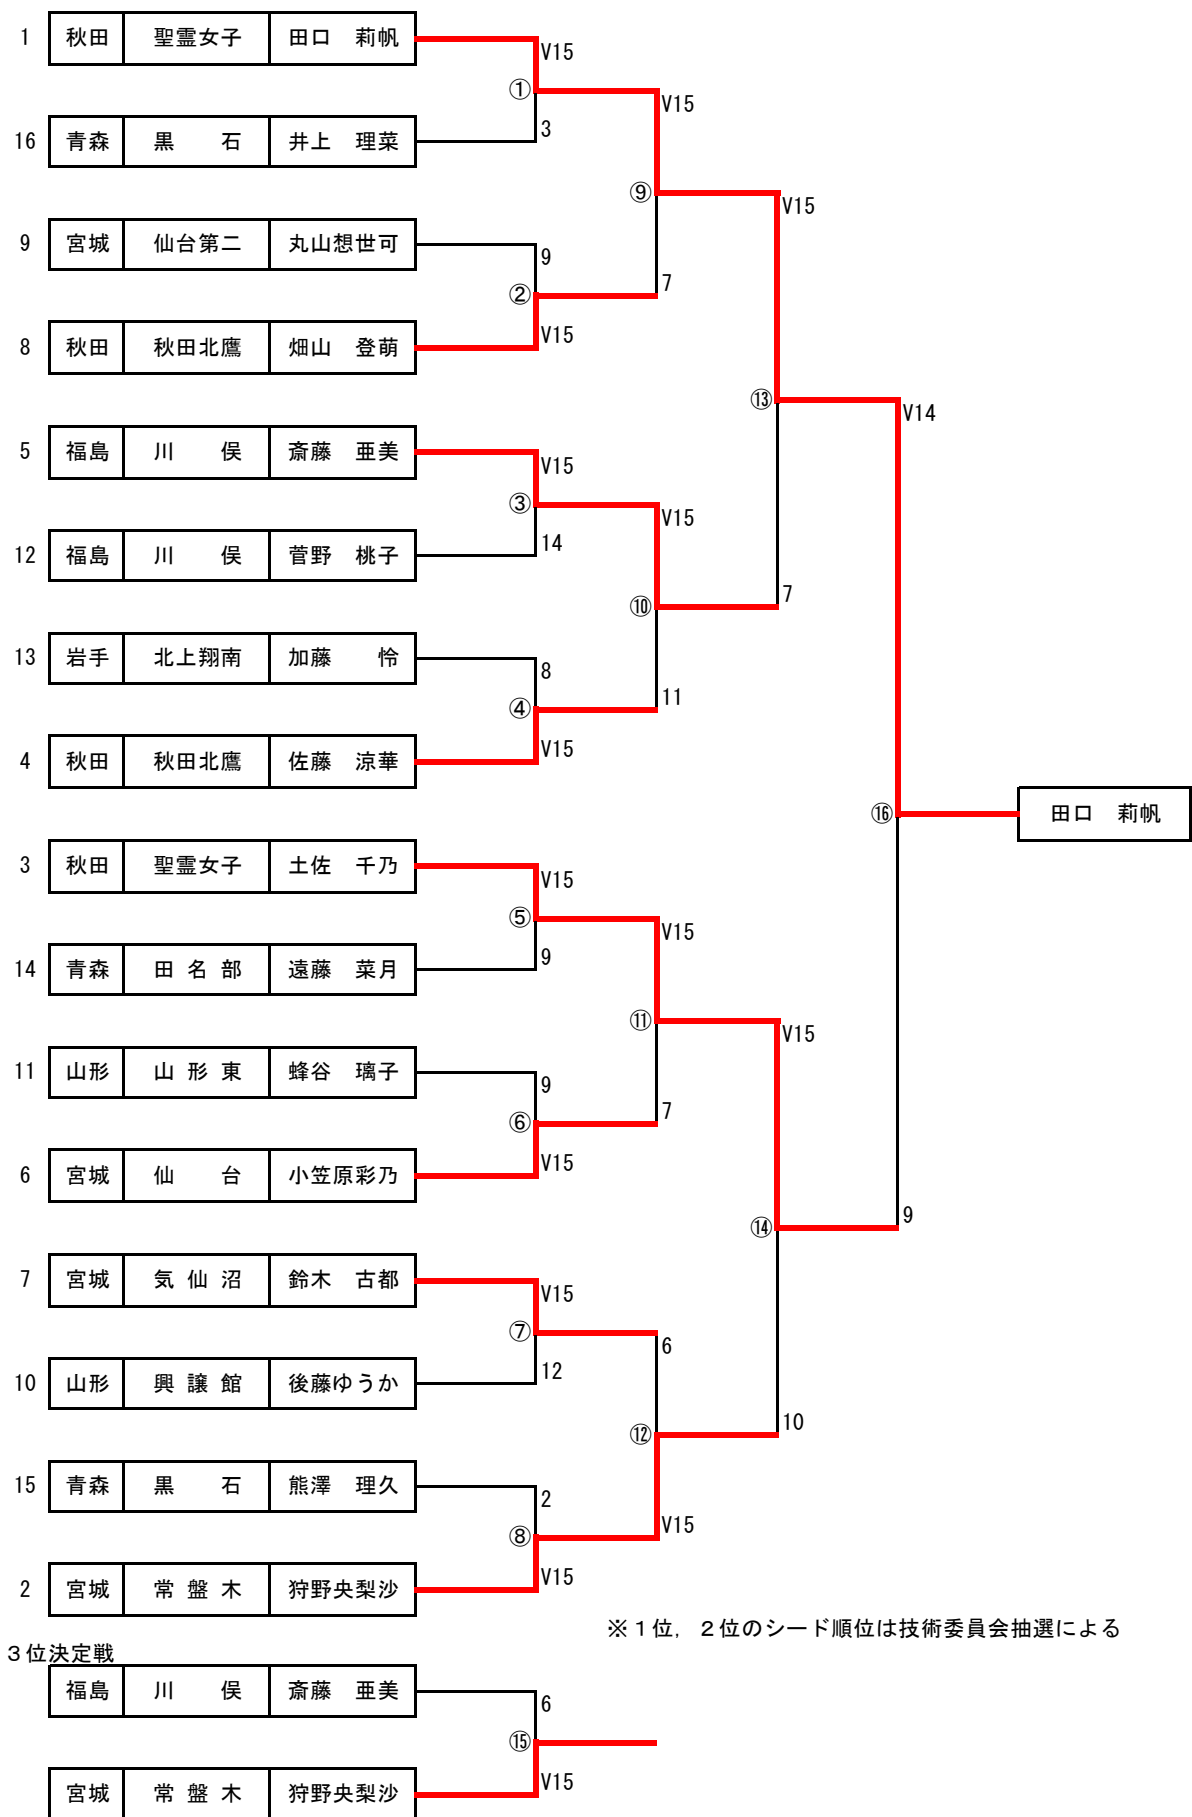 1 秋田 聖霊女子 田口　莉帆
V15
① V15
3
16 青森 黒　　石 井上　理菜
⑨ V15
9 宮城 仙台第二 丸山想世可
9
② 7
V15
8 秋田 秋田北鷹 畑山　登萌
⑬ V14
5 福島 川　　俣 斎藤　亜美
V15
③ V15
14
12 福島 川　　俣 菅野　桃子
⑩ 7
13 岩手 北上翔南 加藤　　怜
8
④ 11
V15
4 秋田 秋田北鷹 佐藤　涼華
⑯ 田口　莉帆
3 秋田 聖霊女子 土佐　千乃
V15
⑤ V15
9
14 青森 田 名 部 遠藤　菜月
⑪ V15
11 山形 山 形 東 蜂谷　璃子
9
⑥ 7
V15
6 宮城 仙　　台 小笠原彩乃
⑭ 9
7 宮城 気 仙 沼 鈴木　古都
V15
⑦ 6
12
10 山形 興 譲 館 後藤ゆうか
⑫ 10
15 青森 黒　　石 熊澤　理久
2
⑧ V15
V15
2 宮城 常 盤 木 狩野央梨沙
※１位，２位のシード順位は技術委員会抽選による
３位決定戦
福島 川　　俣 斎藤　亜美
6
⑮
V15
宮城 常 盤 木 狩野央梨沙